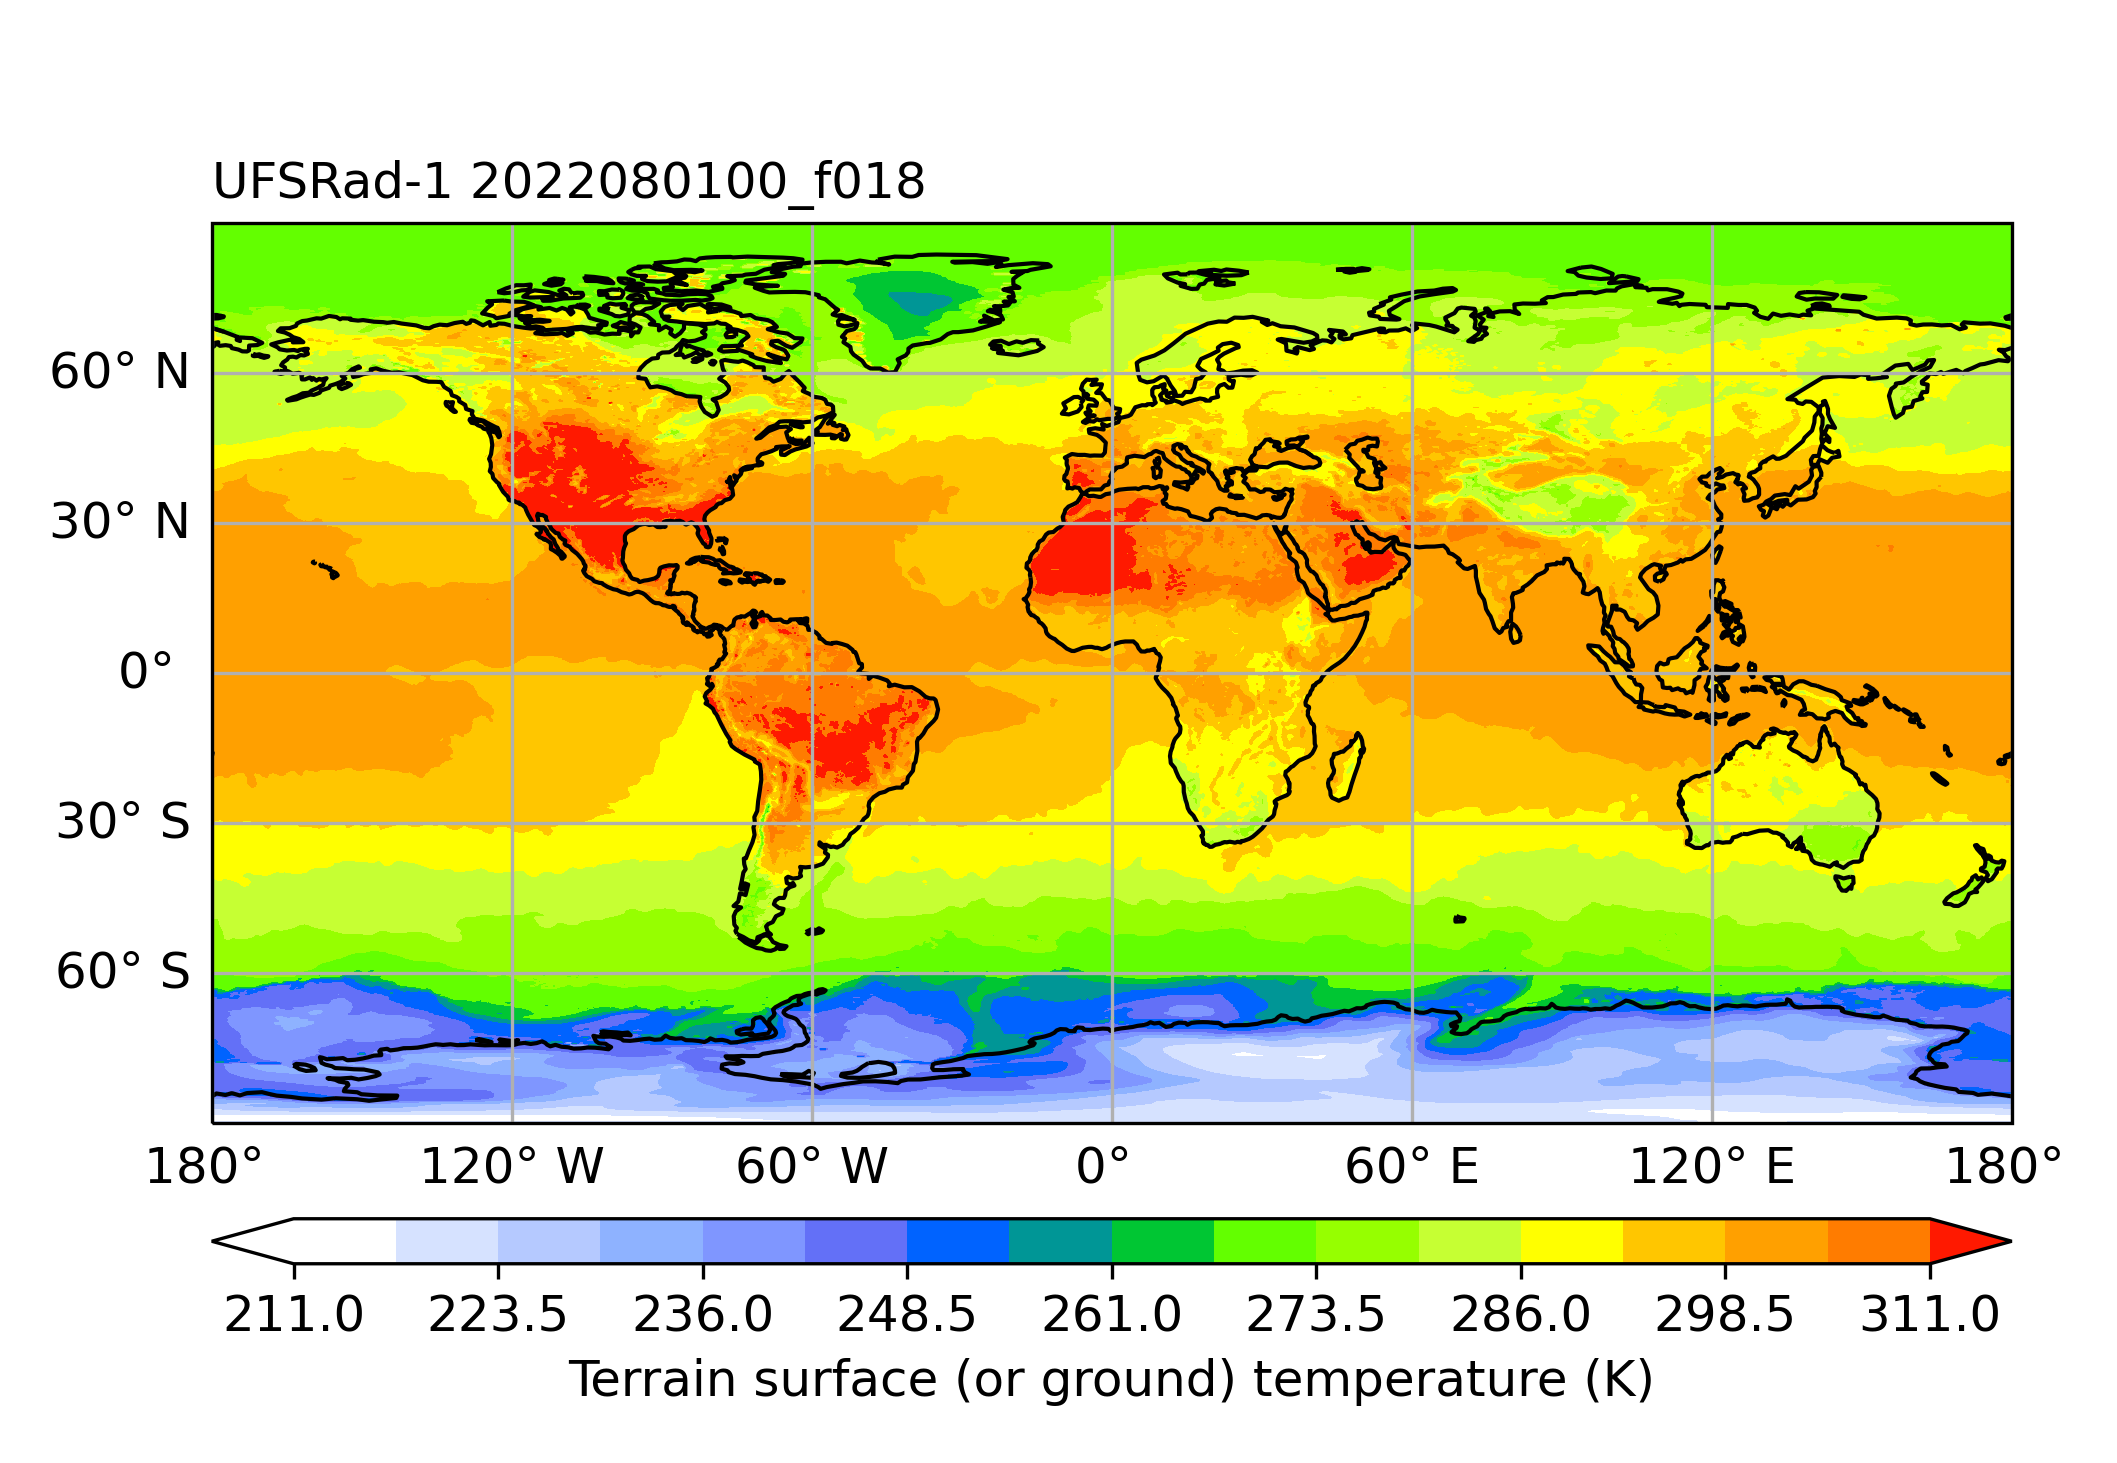 UFSRad-1 2022080100_f018
60° N
30° N
0°
30° S
60° S
180° 120° W 60° W 0° 60° E 120° E 180°
211.0 223.5 236.0 248.5 261.0 273.5 286.0 298.5 311.0
Terrain surface (or ground) temperature (K)